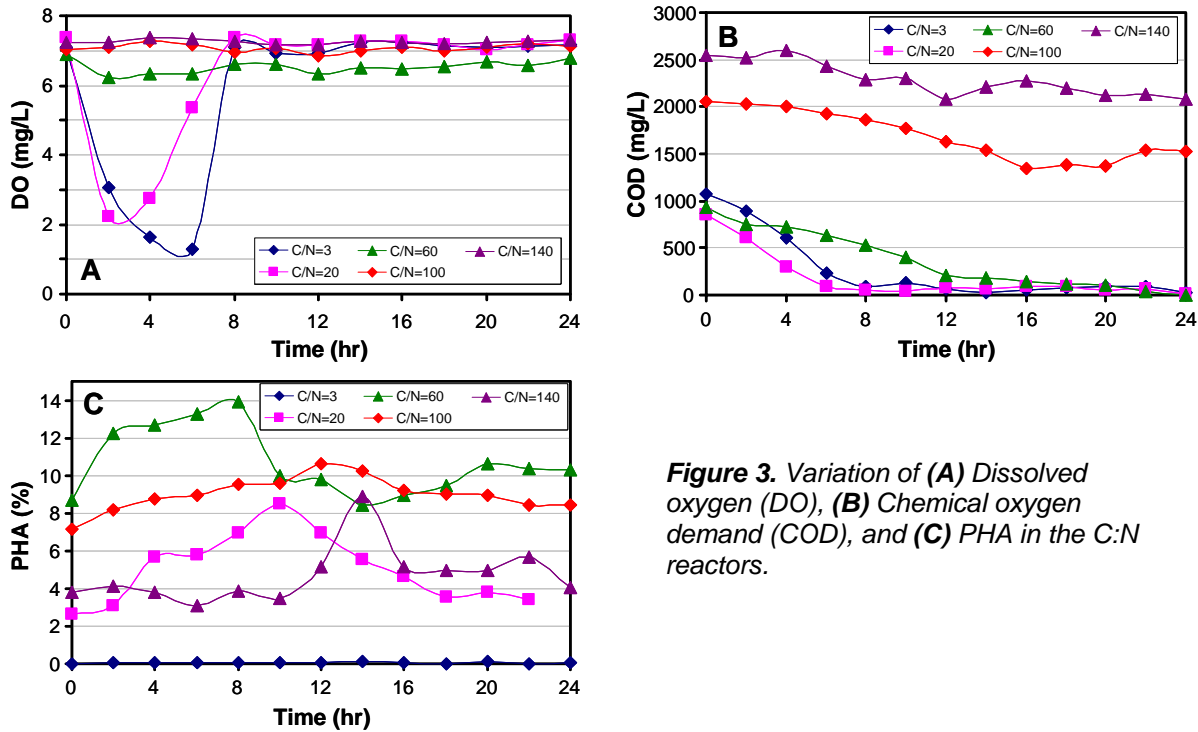 8
7
6
5
4
3
2
1
0
DO (mg/L)
A
C/N=3 C/N=60 C/N=140
C/N=20 C/N=100
0 4 8 12 16 20 24
Time (hr)
3000
2500
2000
1500
1000
500
0
COD (mg/L)
B
C/N=3 C/N=60 C/N=140
C/N=20 C/N=100
0 4 8 12 16 20 24
Time (hr)
14
12
10
8
6
4
2
0
PHA (%)
C
C/N=3 C/N=60 C/N=140
C/N=20 C/N=100
0 4 8 12 16 20 24
Time (hr)
Figure 3. Variation of (A) Dissolved
oxygen (DO), (B) Chemical oxygen
demand (COD), and (C) PHA in the C:N
reactors.